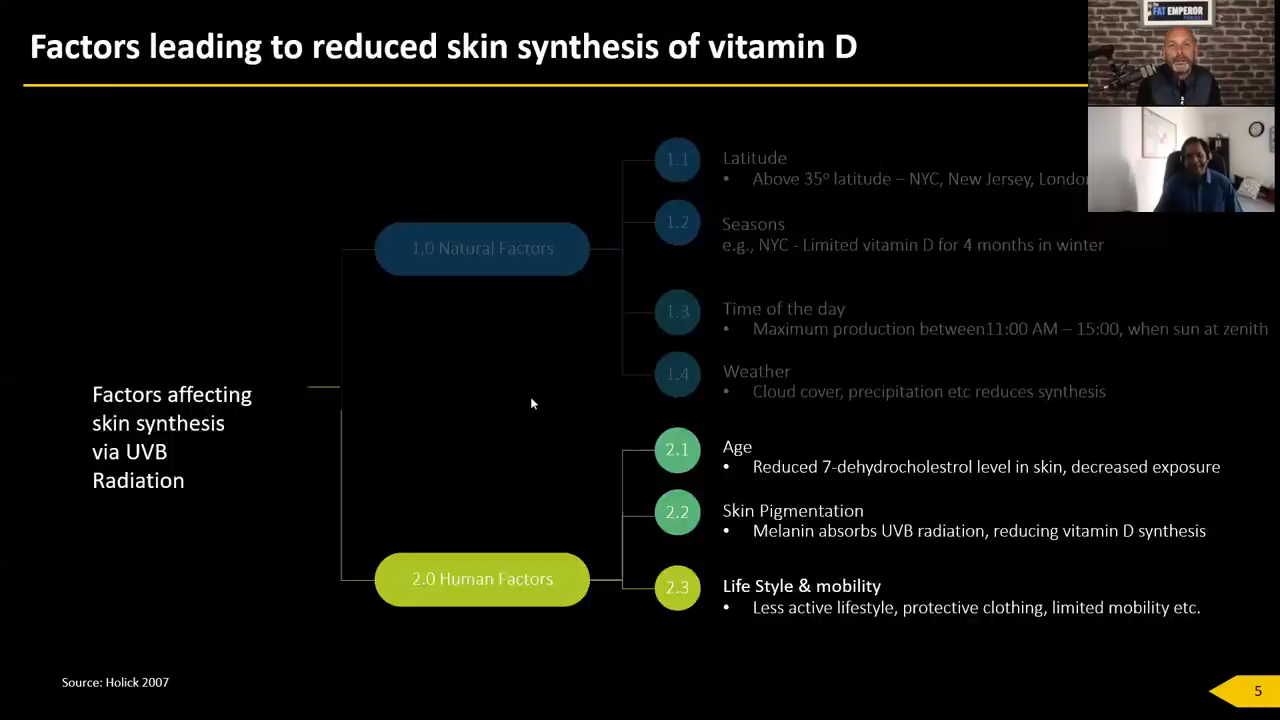 Factors leading to reduced skin synthesis of vitamin D
THE
FAT EMPEROR
PODCAST
1.1
Latitude
• Above 35º latitude – NYC, New Jersey, London
1.2
Seasons
e.g., NYC - Limited vitamin D for 4 months in winter
1.0 Natural Factors
1.3
Time of the day
• Maximum production between11:00 AM – 15:00, when sun at zenith
1.4
Weather
• Cloud cover, precipitation etc reduces synthesis
Factors affecting
skin synthesis
via UVB
Radiation
2.1
Age
• Reduced 7-dehydrocholestrol level in skin, decreased exposure
2.2
Skin Pigmentation
• Melanin absorbs UVB radiation, reducing vitamin D synthesis
2.0 Human Factors
2.3
Life Style & mobility
• Less active lifestyle, protective clothing, limited mobility etc.
Source: Holick 2007
5